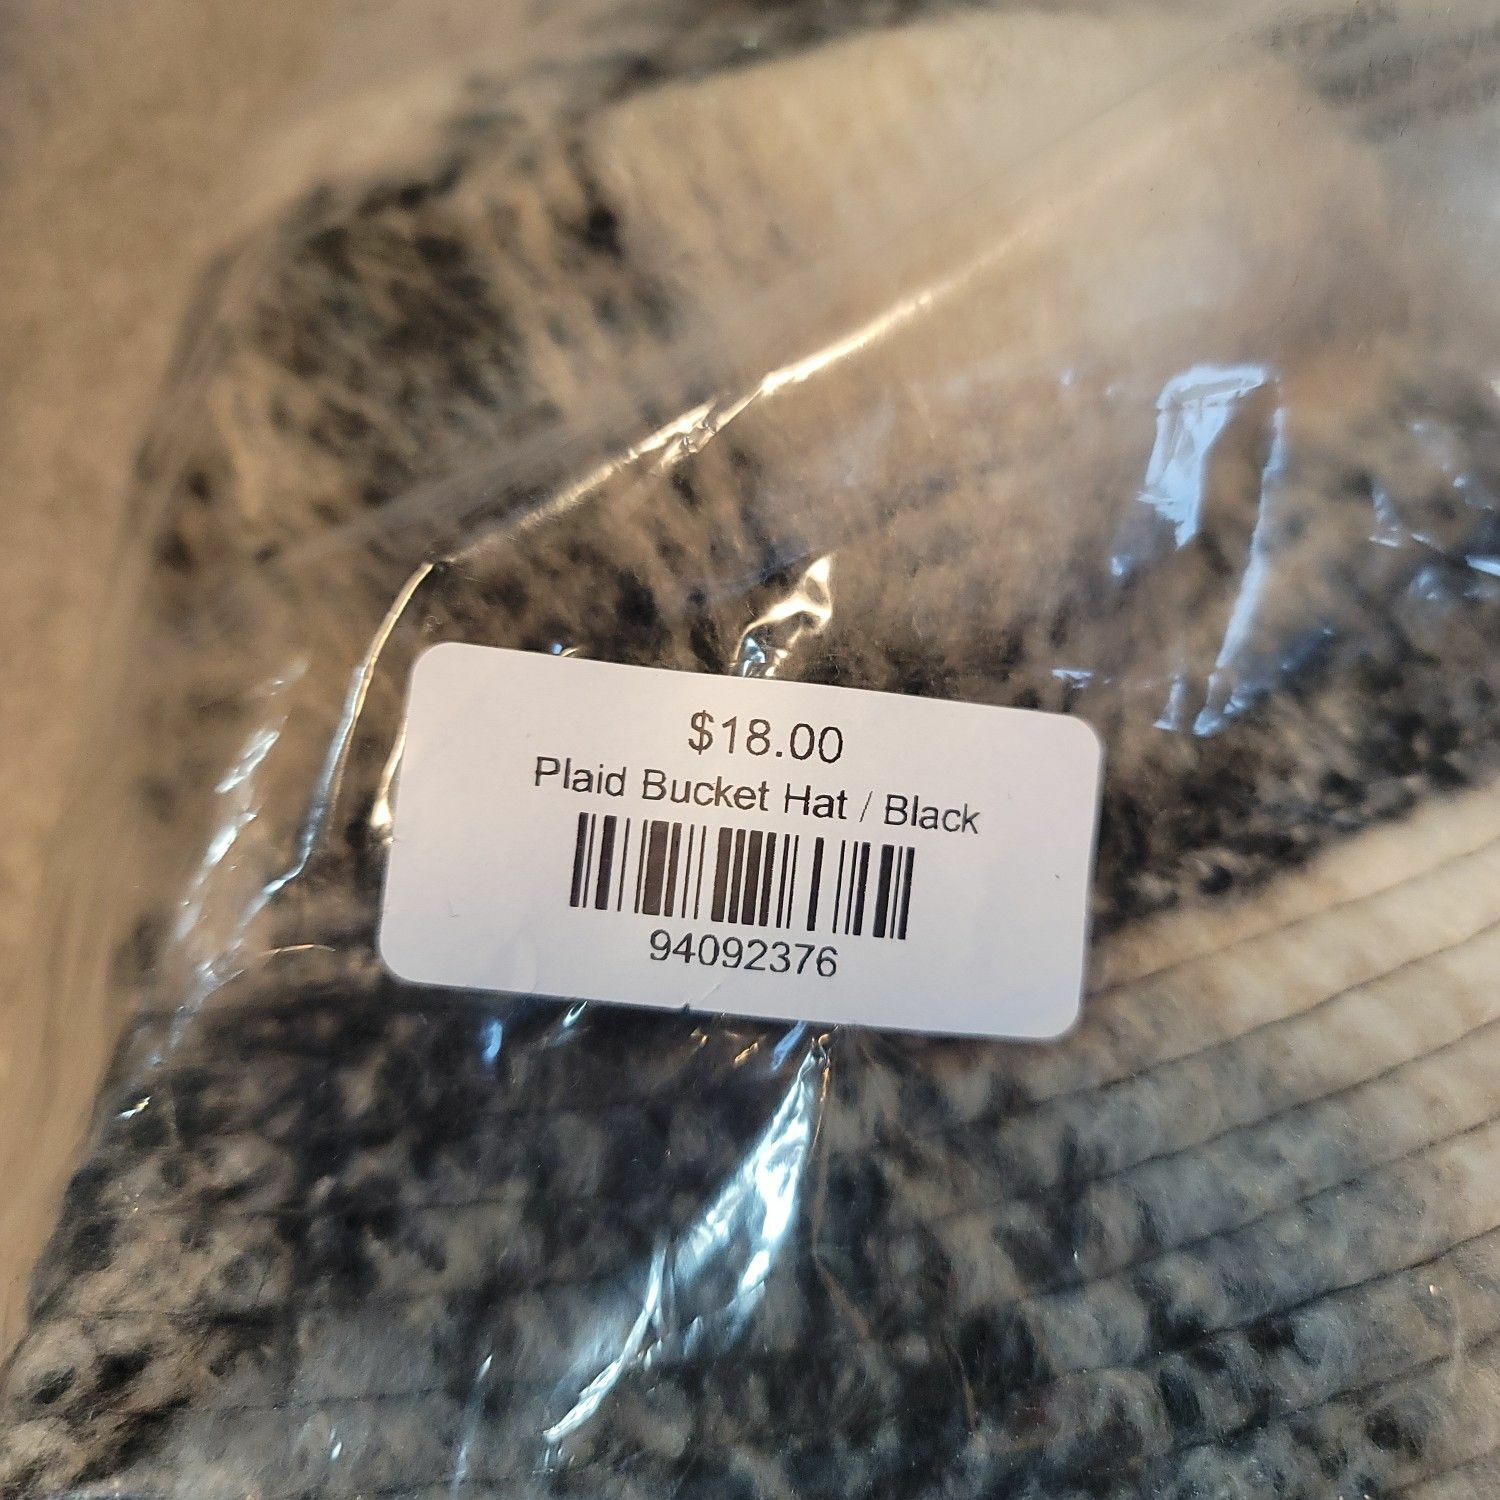 $18.00
Plaid Bucket Hat / Black
94092376